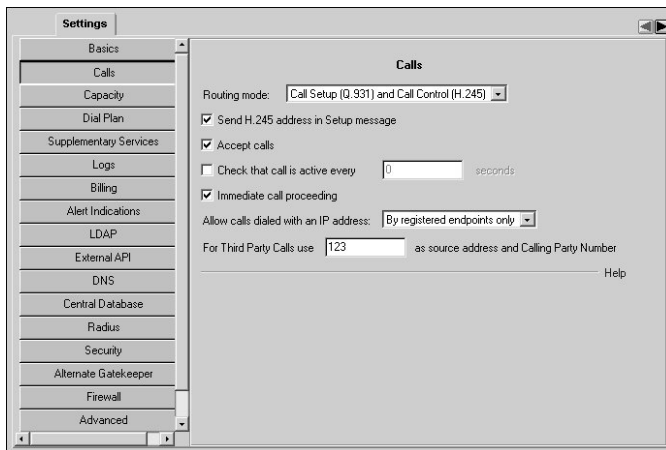 Settings
Basics
Calls
Capacity
Dial Plan
Supplementary Services
Logs
Billing
Alert Indications
LDAP
External API
DNS
Central Database
Radius
Security
Alternate Gatekeeper
Firewall
Advanced
Calls
Routing mode: Call Setup (Q.931) and Call Control (H.245)
Send H.245 address in Setup message
Accept calls
Check that call is active every 0 seconds
Immediate call proceeding
Allow calls dialed with an IP address: By registered endpoints only
For Third Party Calls use 123 as source address and Calling Party Number
Help